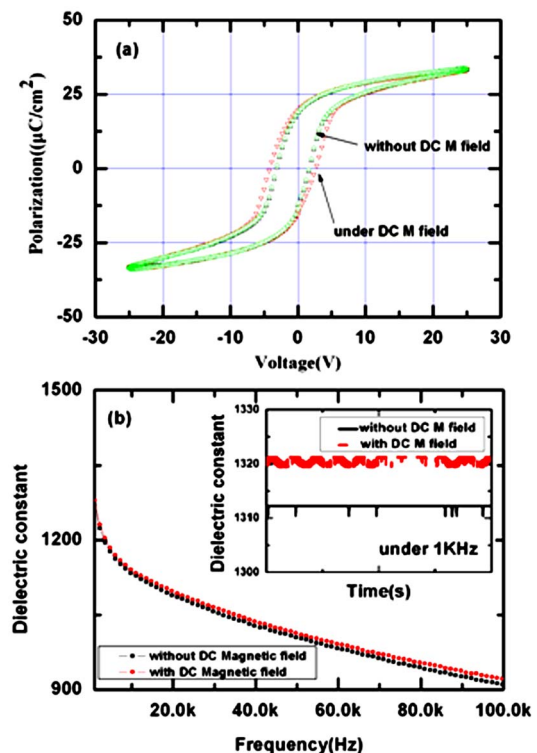 (a)
Polarization((μC/cm²)
50
25
0
-25
-50
without DC M field
under DC M field
-30 -20 -10 0 10 20 30
Voltage(V)
(b)
Dielectric constant
1500
1200
900
Dielectric constant
1330
1320
1310
1300
without DC M field
with DC M field
under 1KHz
Time(s)
without DC Magnetic field
with DC Magnetic field
20.0k 40.0k 60.0k 80.0k 100.0k
Frequency(Hz)